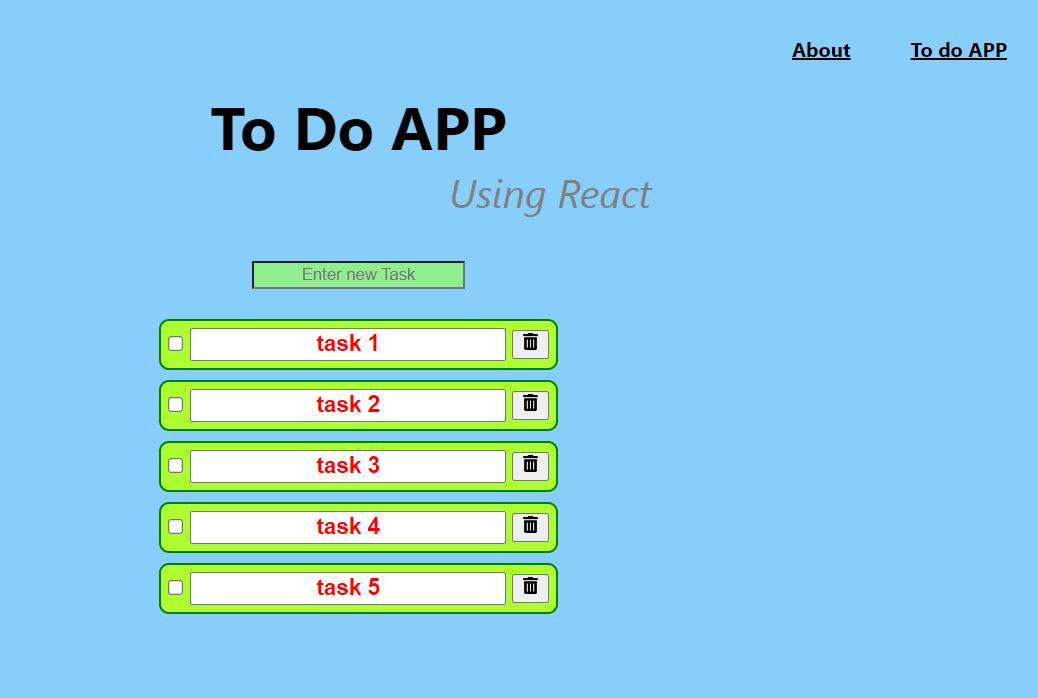 About To do APP
To Do APP
Using React
Enter new Task
task 1
task 2
task 3
task 4
task 5